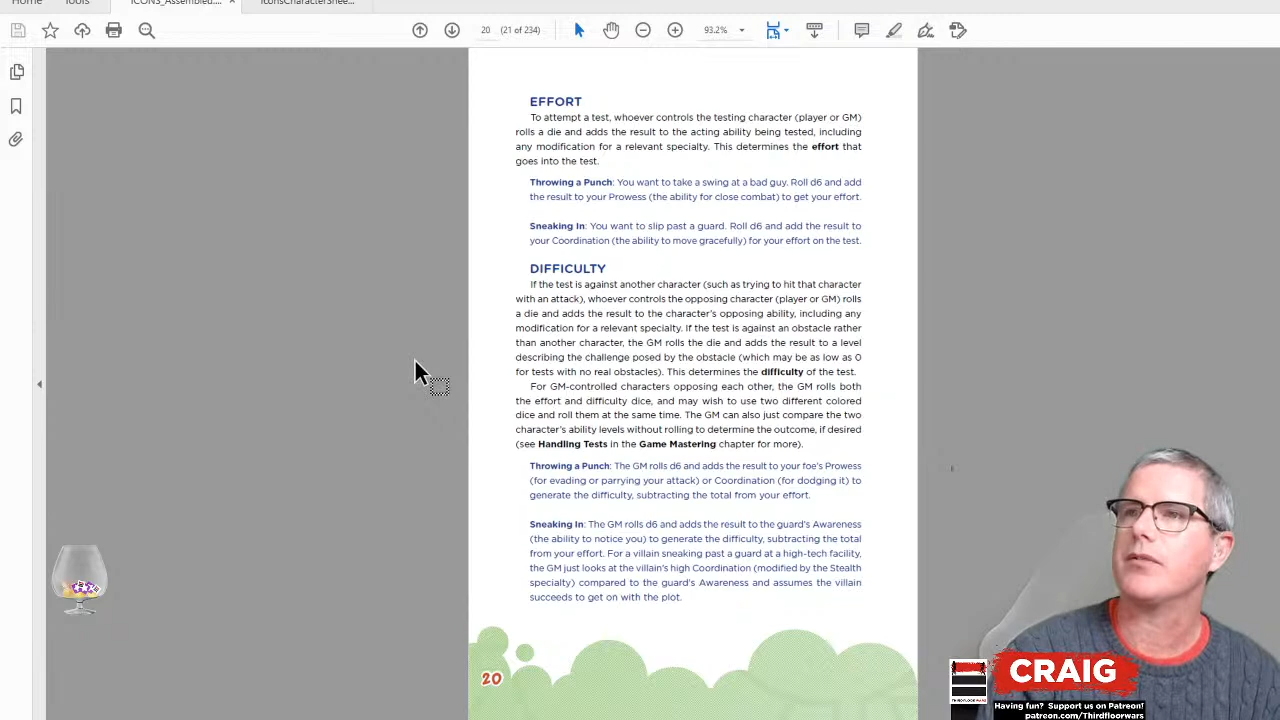 Home
Tools
ICONS_Assembled....
IconsCharacterShee...
20 (21 of 234)
93.2%
EFFORT
To attempt a test, whoever controls the testing character (player or GM)
rolls a die and adds the result to the acting ability being tested, including
any modification for a relevant specialty. This determines the effort that
goes into the test.
Throwing a Punch: You want to take a swing at a bad guy. Roll d6 and add
the result to your Prowess (the ability for close combat) to get your effort.
Sneaking In: You want to slip past a guard. Roll d6 and add the result to
your Coordination (the ability to move gracefully) for your effort on the test.
DIFFICULTY
If the test is against another character (such as trying to hit that character
with an attack), whoever controls the opposing character (player or GM) rolls
a die and adds the result to the character's opposing ability, including any
modification for a relevant specialty. If the test is against an obstacle rather
than another character, the GM rolls the die and adds the result to a level
describing the challenge posed by the obstacle (which may be as low as 0
for tests with no real obstacles). This determines the difficulty of the test.
For GM-controlled characters opposing each other, the GM rolls both
the effort and difficulty dice, and may wish to use two different colored
dice and roll them at the same time. The GM can also just compare the two
character's ability levels without rolling to determine the outcome, if desired
(see Handling Tests in the Game Mastering chapter for more).
Throwing a Punch: The GM rolls d6 and adds the result to your foe's Prowess
(for evading or parrying your attack) or Coordination (for dodging it) to
generate the difficulty, subtracting the total from your effort.
Sneaking In: The GM rolls d6 and adds the result to the guard's Awareness
(the ability to notice you) to generate the difficulty, subtracting the total
from your effort. For a villain sneaking past a guard at a high-tech facility,
the GM just looks at the villain's high Coordination (modified by the Stealth
specialty) compared to the guard's Awareness and assumes the villain
succeeds to get on with the plot.
20
CRAIG
THIRDFLOORWARS
Having fun? Support us on Patreon!
patreon.com/Thirdfloorwars